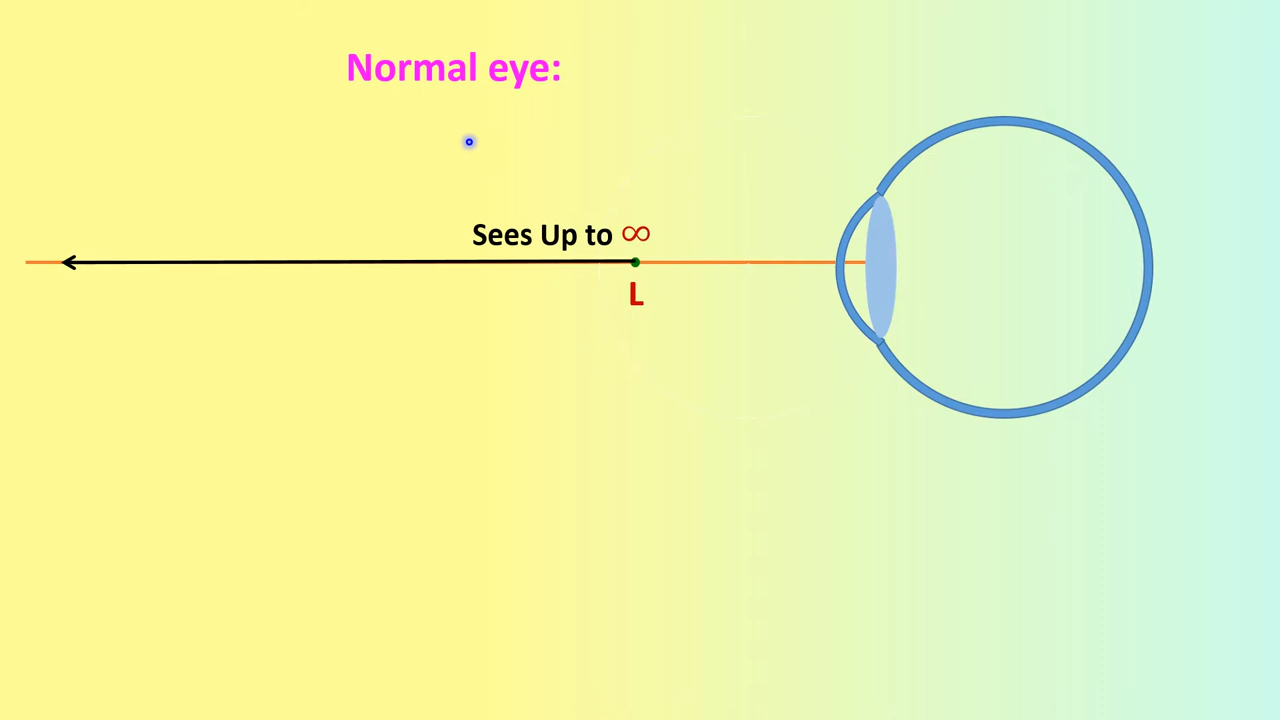 Normal eye:
Sees Up to ∞
L